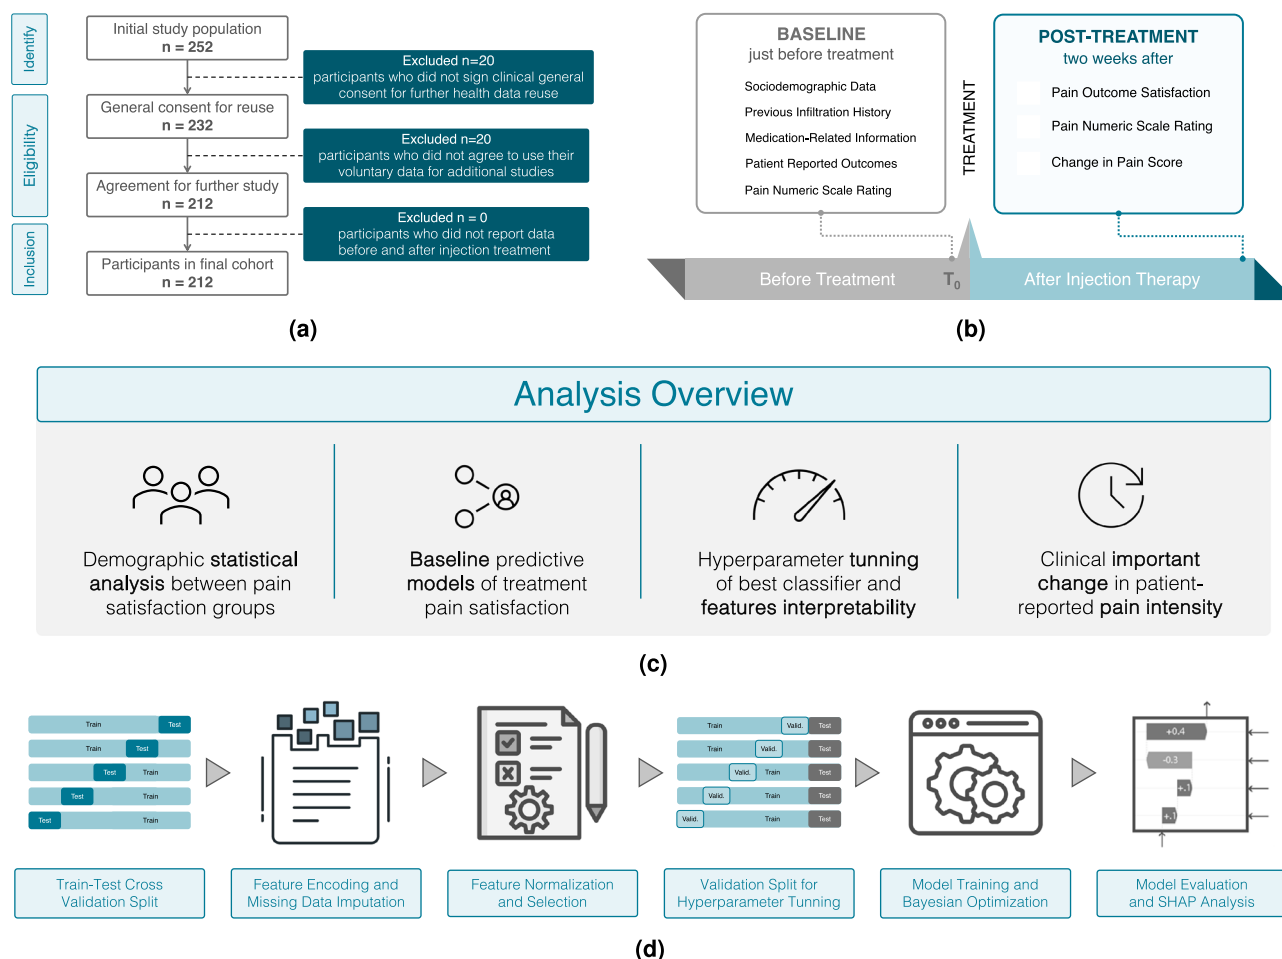 Identify
Initial study population
n = 252
Excluded n=20
participants who did not sign clinical general
consent for further health data reuse
Eligibility
General consent for reuse
n = 232
Excluded n=20
participants who did not agree to use their
voluntary data for additional studies
Agreement for further study
n = 212
Excluded n = 0
participants who did not report data
before and after injection treatment
Inclusion
Participants in final cohort
n = 212
(a)
BASELINE
just before treatment
Sociodemographic Data
Previous Infiltration History
Medication-Related Information
Patient Reported Outcomes
Pain Numeric Scale Rating
TREATMENT
POST-TREATMENT
two weeks after
Pain Outcome Satisfaction
Pain Numeric Scale Rating
Change in Pain Score
Before Treatment
T0
After Injection Therapy
(b)
Analysis Overview
Demographic statistical
analysis between pain
satisfaction groups
Baseline predictive
models of treatment
pain satisfaction
Hyperparameter tunning
of best classifier and
features interpretability
Clinical important
change in patient-
reported pain intensity
(c)
Train Test
Train Test
Test Train
Test Train
Test Train
Train Valid. Test
Train Valid. Test
Valid. Train Test
Valid. Train Test
Valid. Train Test
+0.4
-0.3
+.1
+.1
Train-Test Cross
Validation Split
Feature Encoding and
Missing Data Imputation
Feature Normalization
and Selection
Validation Split for
Hyperparameter Tunning
Model Training and
Bayesian Optimization
Model Evaluation
and SHAP Analysis
(d)